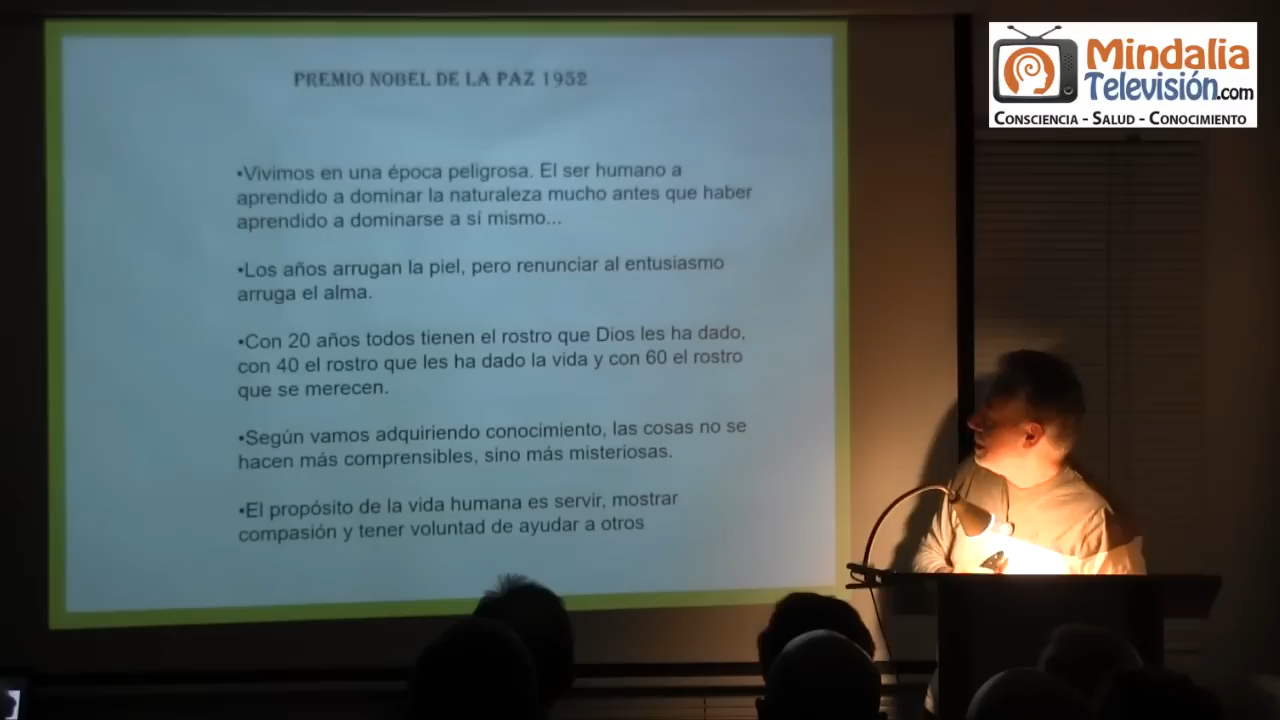 PREMIO NOBEL DE LA PAZ 1952
•Vivimos en una época peligrosa. El ser humano a
aprendido a dominar la naturaleza mucho antes que haber
aprendido a dominarse a sí mismo...
•Los años arrugan la piel, pero renunciar al entusiasmo
arruga el alma.
•Con 20 años todos tienen el rostro que Dios les ha dado,
con 40 el rostro que les ha dado la vida y con 60 el rostro
que se merecen.
•Según vamos adquiriendo conocimiento, las cosas no se
hacen más comprensibles, sino más misteriosas.
•El propósito de la vida humana es servir, mostrar
compasión y tener voluntad de ayudar a otros
Mindalia
Televisión.com
CONSCIENCIA - SALUD - CONOCIMIENTO